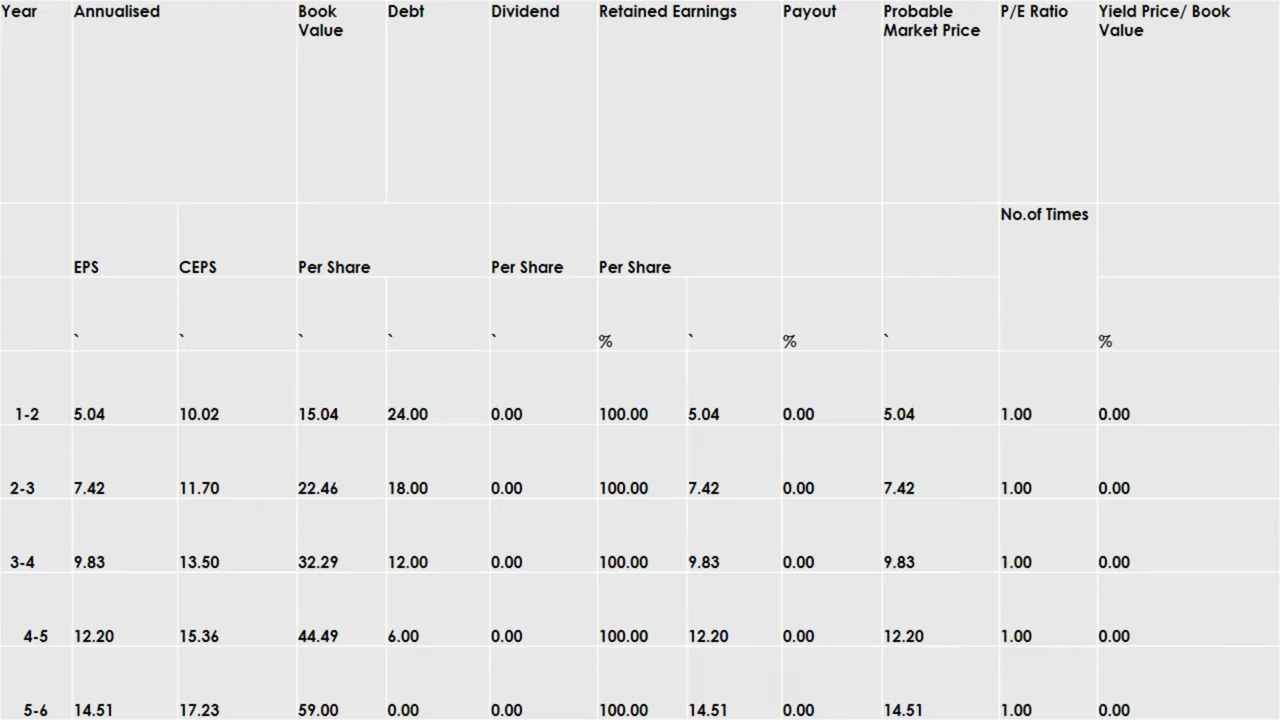 Year Annualised Book Value Debt Dividend Retained Earnings Payout Probable Market Price P/E Ratio Yield Price/ Book Value
No.of Times
EPS CEPS Per Share Per Share Per Share
` ` ` ` ` % ` % ` %
1-2 5.04 10.02 15.04 24.00 0.00 100.00 5.04 0.00 5.04 1.00 0.00
2-3 7.42 11.70 22.46 18.00 0.00 100.00 7.42 0.00 7.42 1.00 0.00
3-4 9.83 13.50 32.29 12.00 0.00 100.00 9.83 0.00 9.83 1.00 0.00
4-5 12.20 15.36 44.49 6.00 0.00 100.00 12.20 0.00 12.20 1.00 0.00
5-6 14.51 17.23 59.00 0.00 0.00 100.00 14.51 0.00 14.51 1.00 0.00